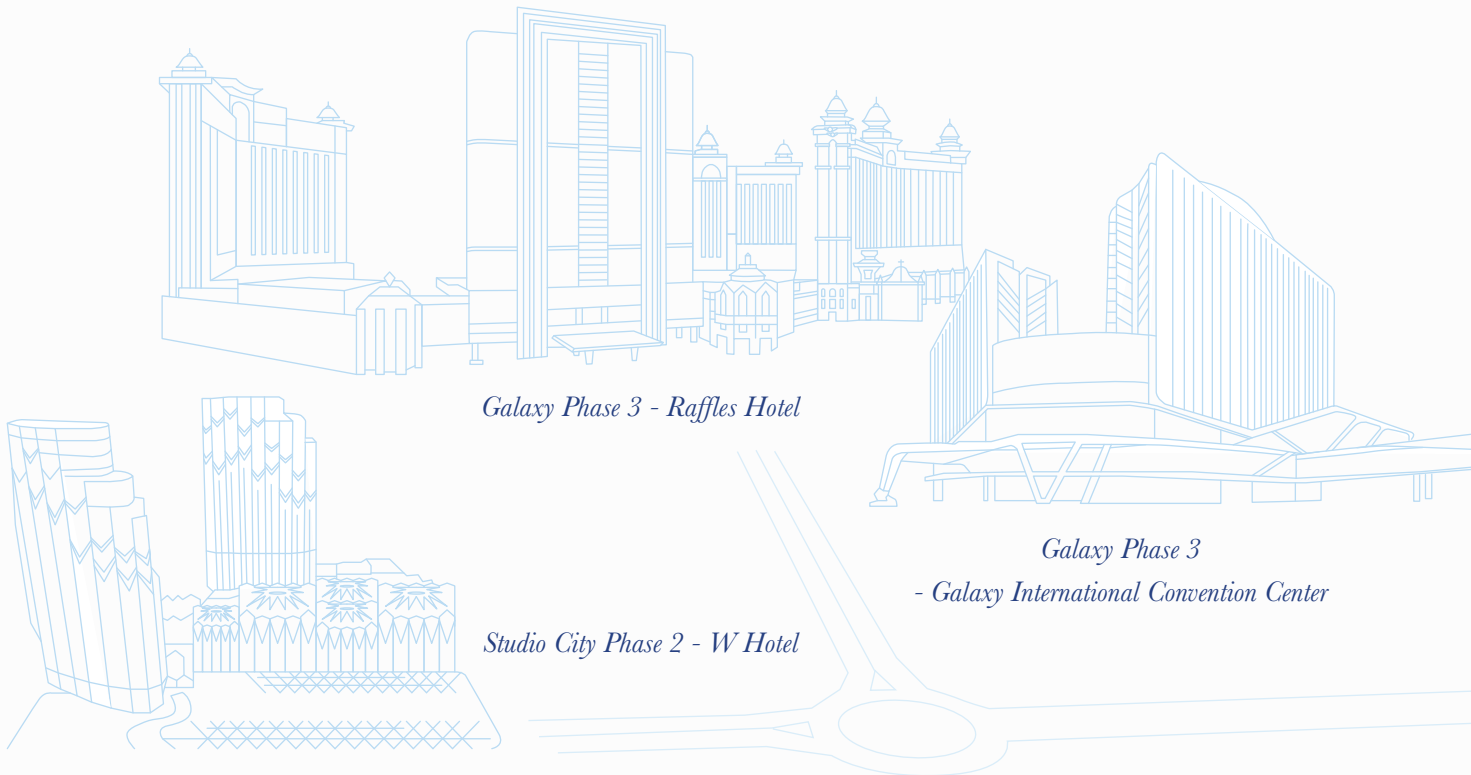 Galaxy Phase 3 - Raffles Hotel
Galaxy Phase 3
- Galaxy International Convention Center
Studio City Phase 2 - W Hotel